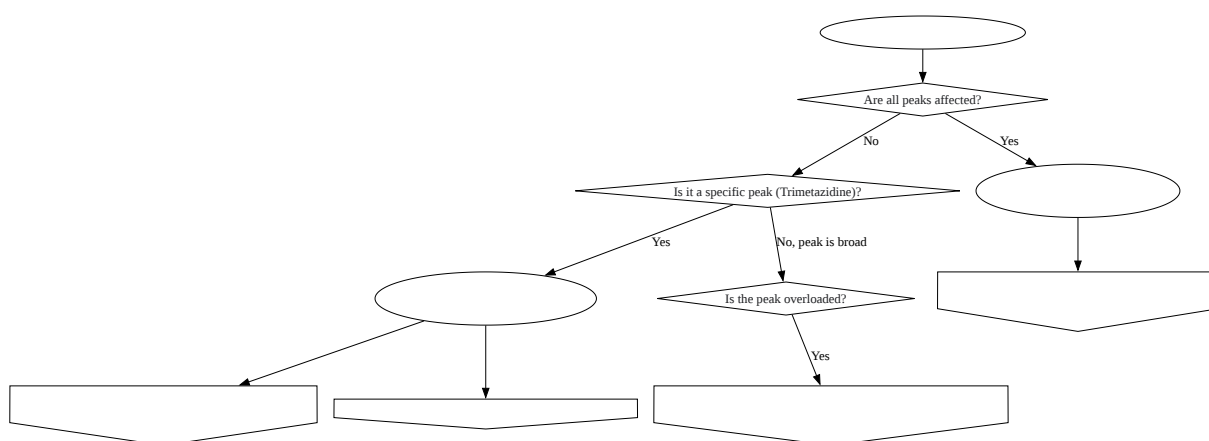 Are all peaks affected?
No
Yes
Is it a specific peak (Trimetazidine)?
Yes
No, peak is broad
Is the peak overloaded?
Yes